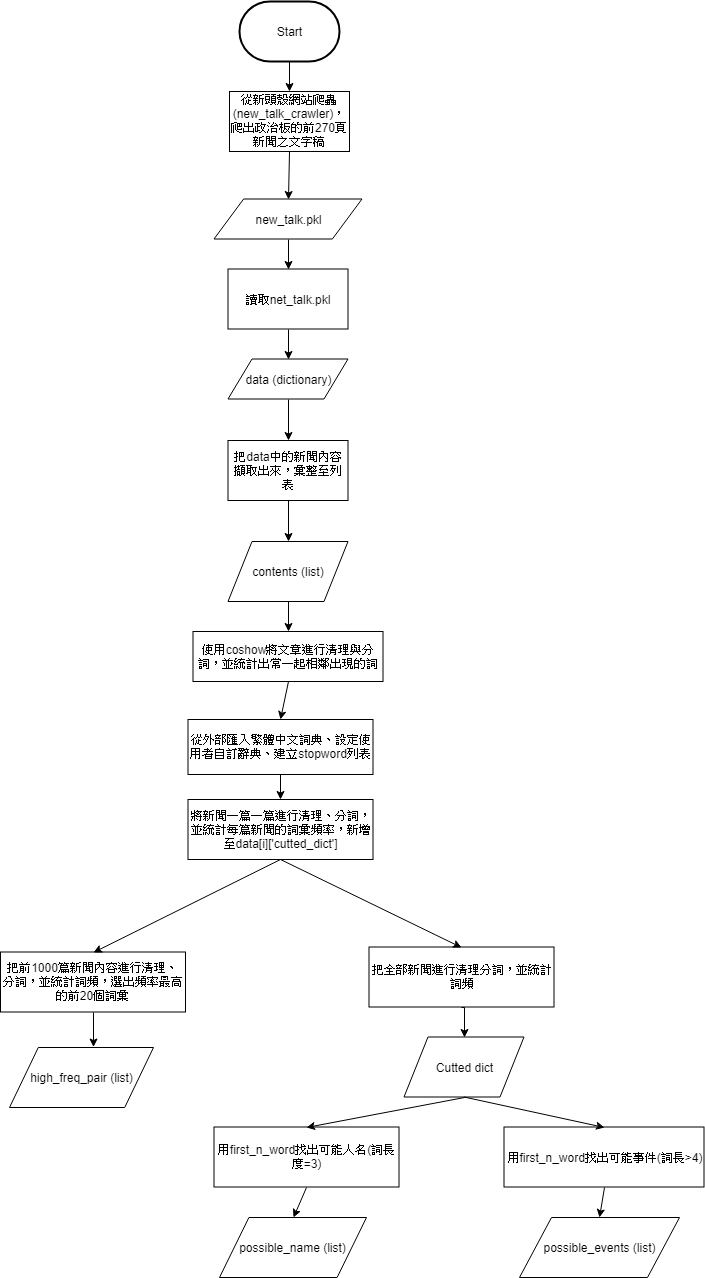 Start
從新頭殼網站爬蟲
(new_talk_crawler)，
爬出政治板的前270頁
新聞之文字稿
new_talk.pkl
讀取net_talk.pkl
data (dictionary)
把data中的新聞內容
擷取出來，彙整至列
表
contents (list)
使用coshow將文章進行清理與分
詞，並統計出常一起相鄰出現的詞
從外部匯入繁體中文詞典、設定使
用者自訂辭典、建立stopword列表
將新聞一篇一篇進行清理、分詞，
並統計每篇新聞的詞彙頻率，新增
至data[i]['cutted_dict']
把前1000篇新聞內容進行清理、
分詞，並統計詞頻，選出頻率最高
的前20個詞彙
把全部新聞進行清理分詞，並統計
詞頻
high_freq_pair (list)
Cutted dict
用first_n_word找出可能人名(詞長
度=3)
用first_n_word找出可能事件(詞長>4)
possible_name (list)
possible_events (list)